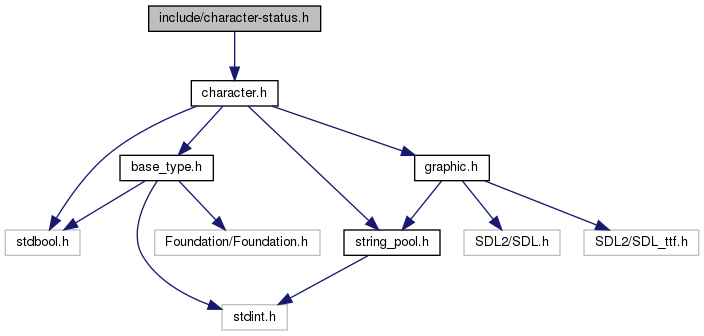 include/character-status.h
character.h
base_type.h
graphic.h
stdbool.h
Foundation/Foundation.h
string_pool.h
SDL2/SDL.h
SDL2/SDL_ttf.h
stdint.h